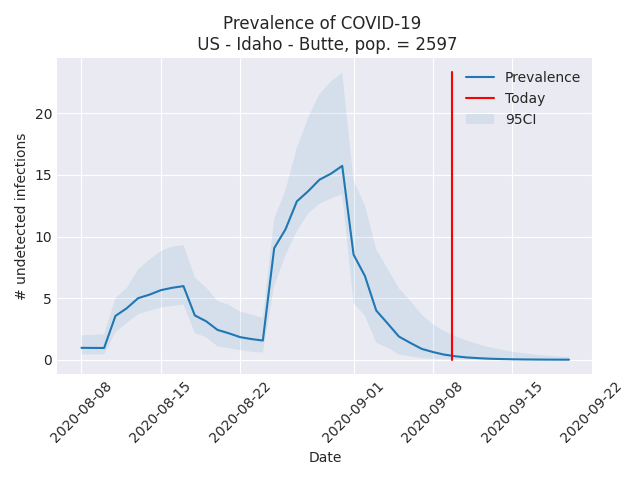 Prevalence of COVID-19
US - Idaho - Butte, pop. = 2597
Prevalence
Today
95CI
# undetected infections
20
15
10
5
0
2020-08-08
2020-08-15
2020-08-22
2020-09-01
2020-09-08
2020-09-15
2020-09-22
Date